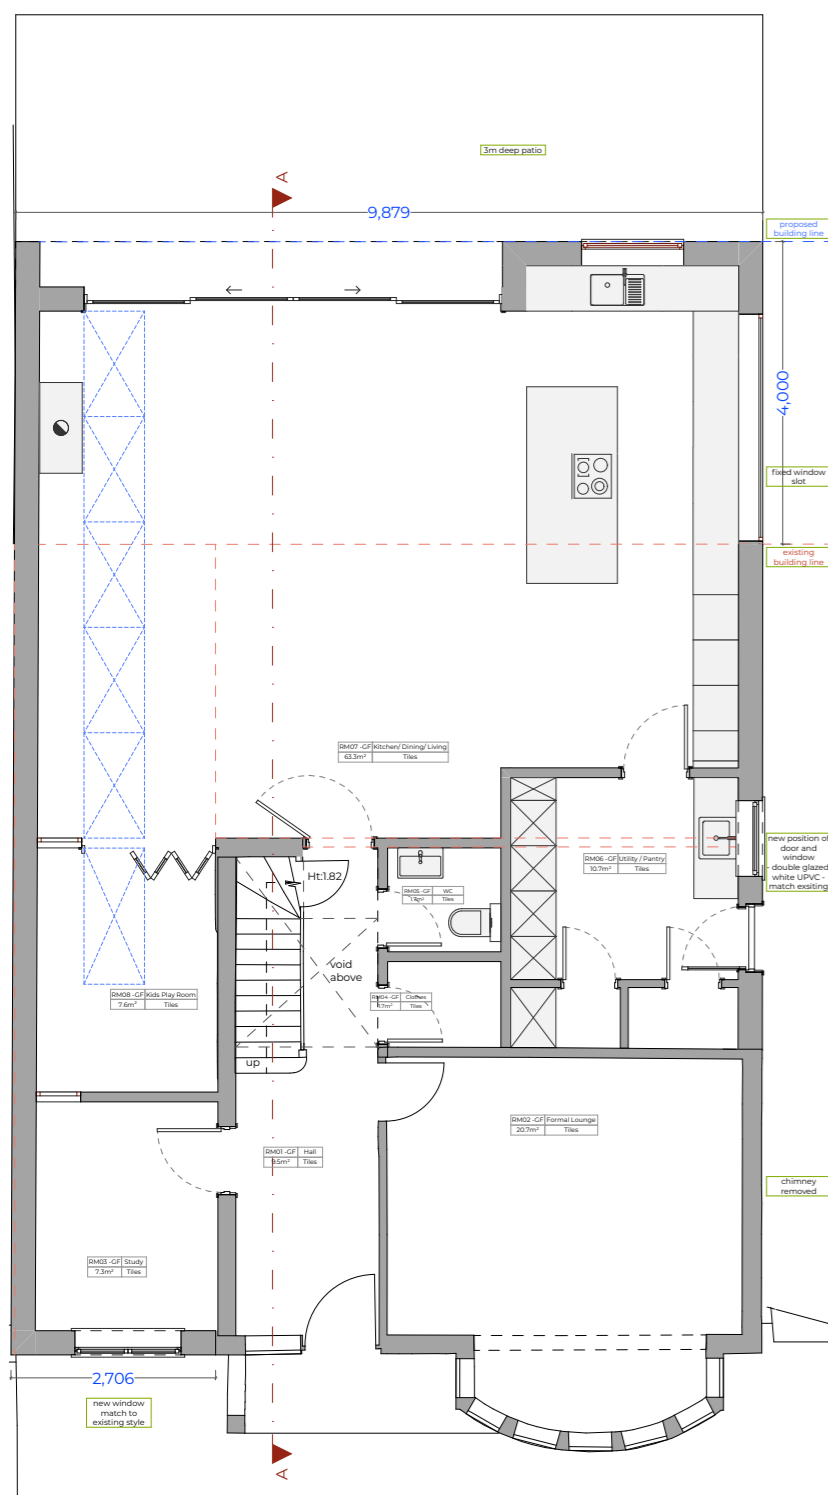 3m deep patio
A
9,879
proposed
building line
4,000
fixed window
slot
existing
building line
RM07 -GF Kitchen/ Dining/ Living
63.3m² Tiles
new position of
door and
window
- double glazed
white UPVC -
match exsiting
RM06 -GF Utility / Pantry
10.7m² Tiles
Ht:1.82
RM05 -GF WC
Tiles
void
above
RM08 -GF Kids Play Room
7.6m² Tiles
RM04 -GF Clothes
1.7m² Tiles
up
RM02 -GF Formal Lounge
20.7m² Tiles
RM01 -GF Hall
9.5m² Tiles
chimney
removed
RM03 -GF Study
7.3m² Tiles
2,706
new window
match to
existing style
A